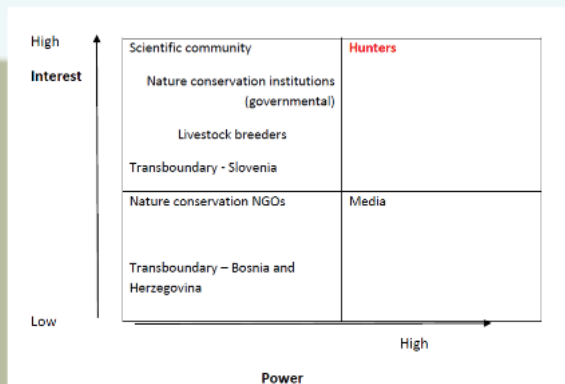 High
Interest
Scientific community
Hunters
Nature conservation institutions
(governmental)
Livestock breeders
Transboundary - Slovenia
Nature conservation NGOs
Media
Transboundary – Bosnia and
Herzegovina
Low
High
Power